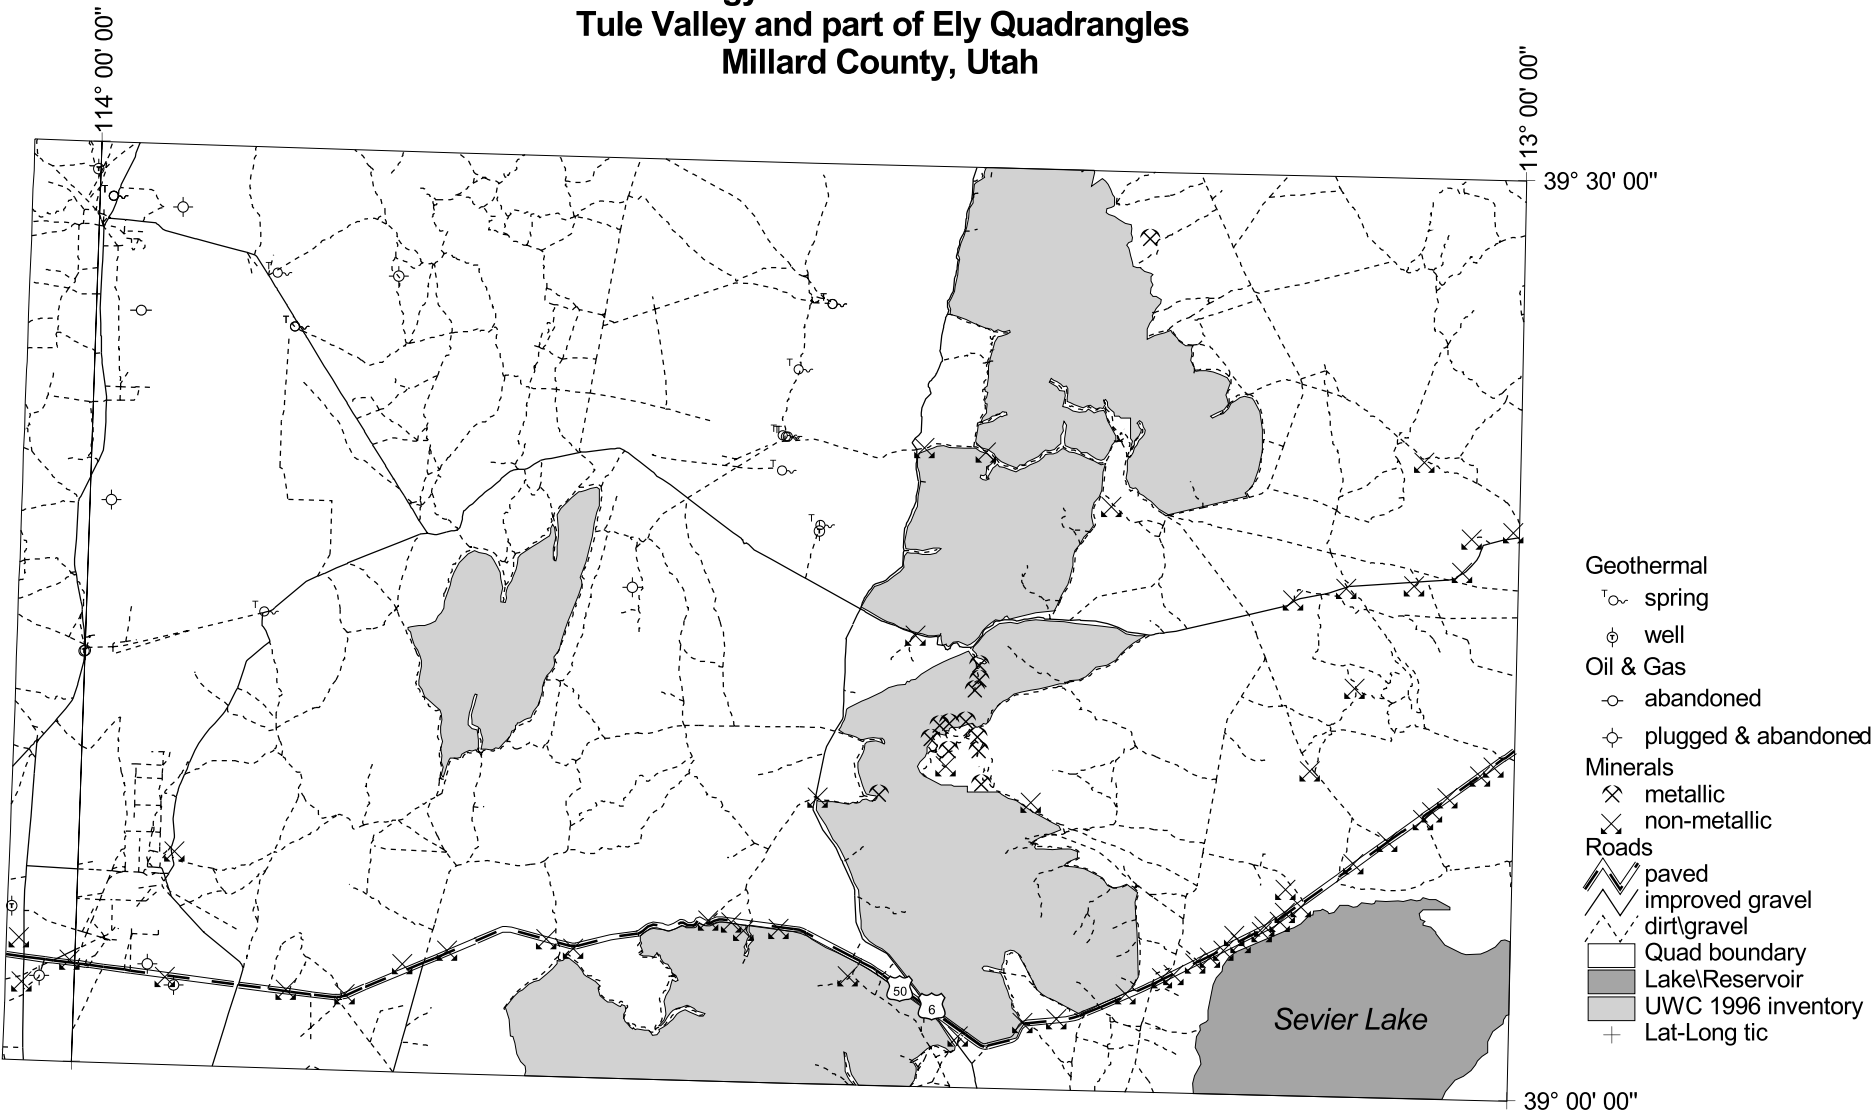 Tule Valley and part of Ely Quadrangles
Millard County, Utah
114° 00' 00"
113° 00' 00"
39° 30' 00"
Geothermal
spring
well
Oil & Gas
abandoned
plugged & abandoned
Minerals
metallic
non-metallic
Roads
paved
improved gravel
dirt\gravel
Quad boundary
Lake\Reservoir
UWC 1996 inventory
Lat-Long tic
50
6
Sevier Lake
39° 00' 00"